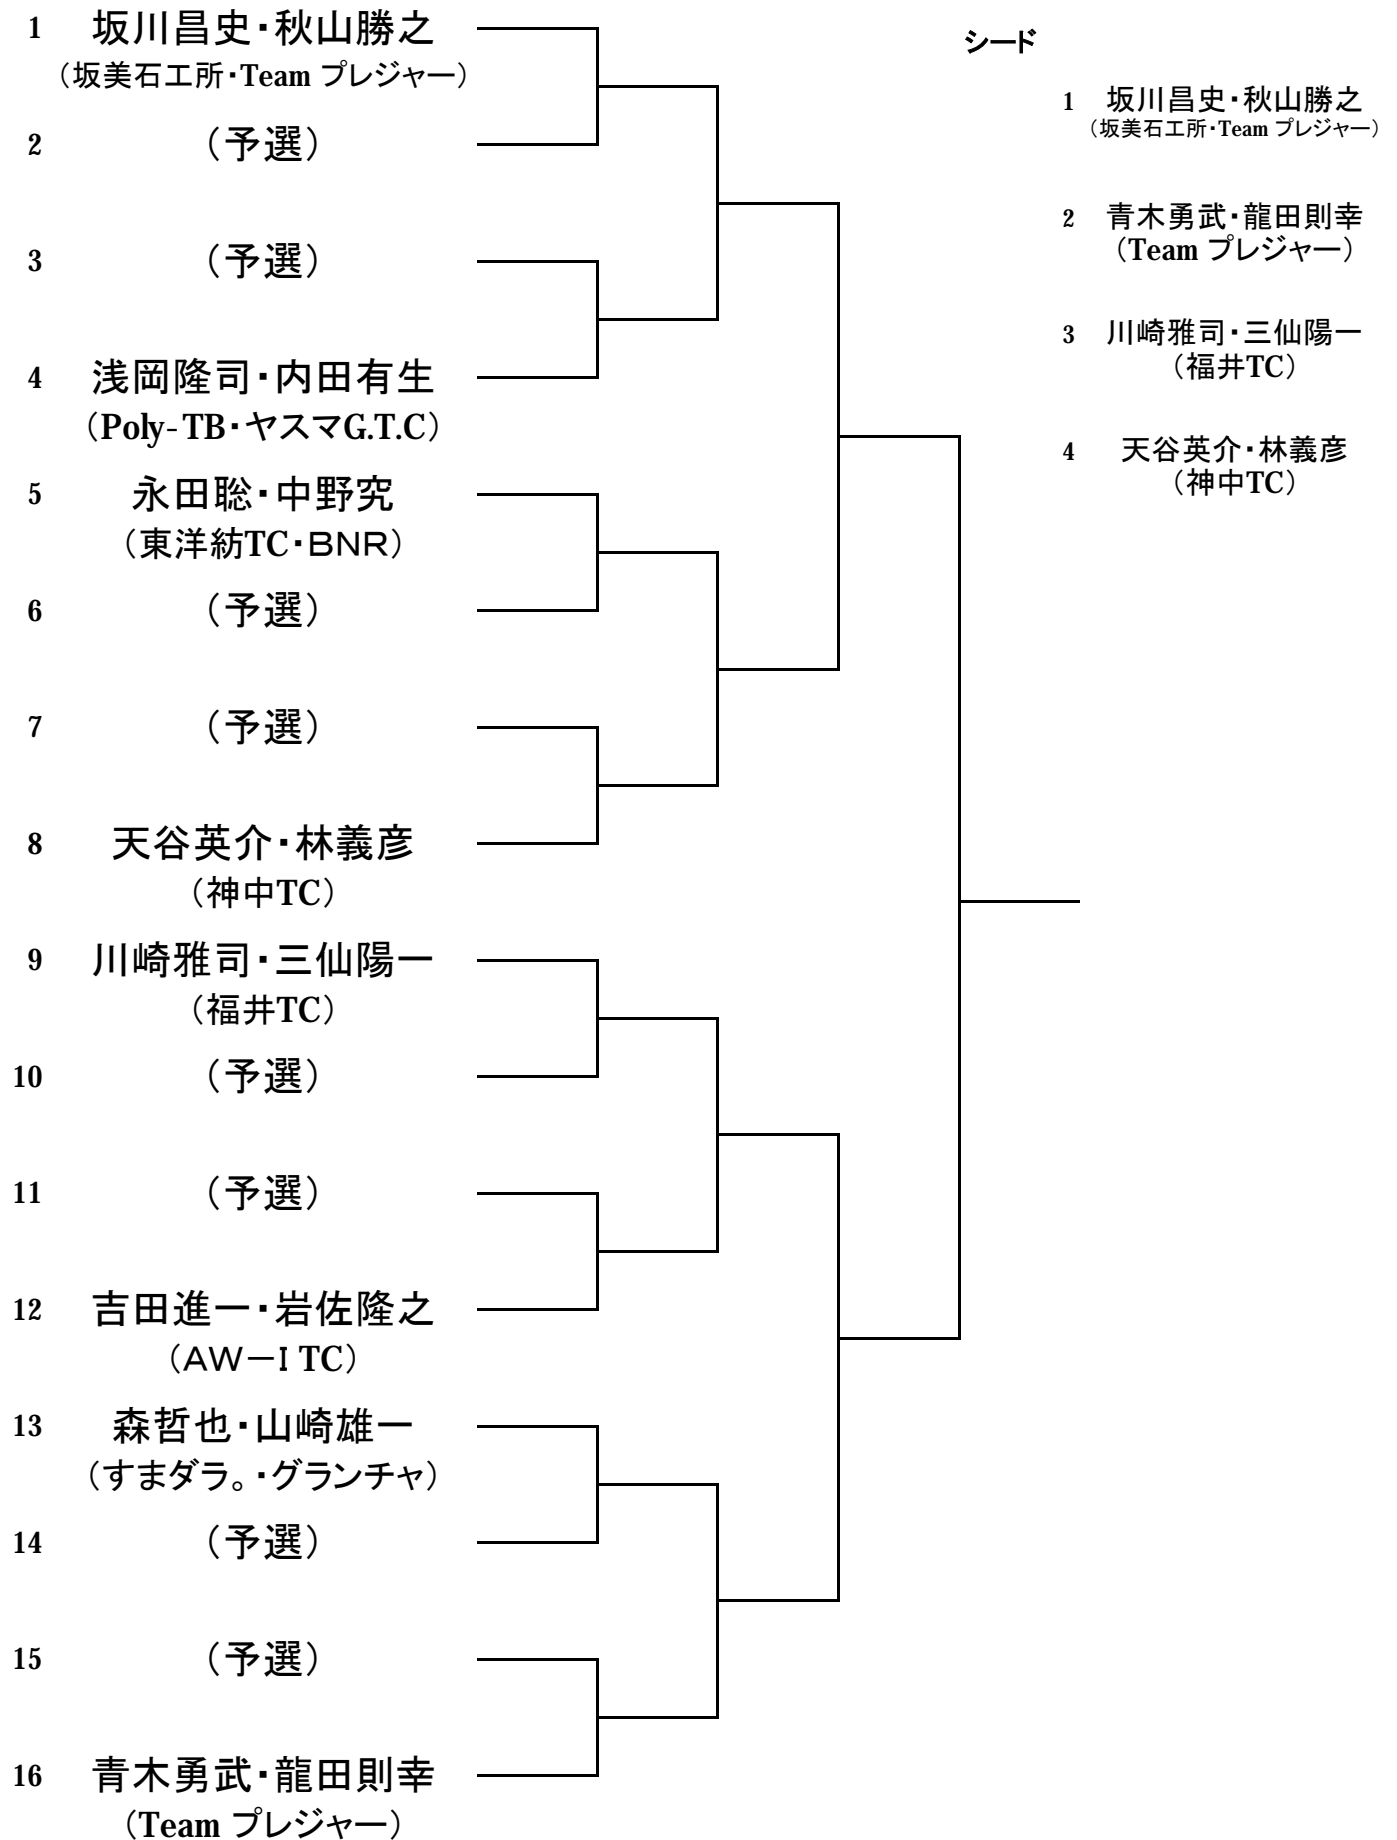 1 坂川昌史・秋山勝之
（坂美石工所・Team プレジャー）
2 （予選）
3 （予選）
4 浅岡隆司・内田有生
（Poly-TB・ヤスマG.T.C）
5 永田聡・中野究
（東洋紡TC・BNR）
6 （予選）
7 （予選）
8 天谷英介・林義彦
（神中TC）
9 川崎雅司・三仙陽一
（福井TC）
10 （予選）
11 （予選）
12 吉田進一・岩佐隆之
（AW－I TC）
13 森哲也・山崎雄一
（すまダラ。・グランチャ）
14 （予選）
15 （予選）
16 青木勇武・龍田則幸
（Team プレジャー）
シード
1 坂川昌史・秋山勝之
（坂美石工所・Team プレジャー）
2 青木勇武・龍田則幸
（Team プレジャー）
3 川崎雅司・三仙陽一
（福井TC）
4 天谷英介・林義彦
（神中TC）